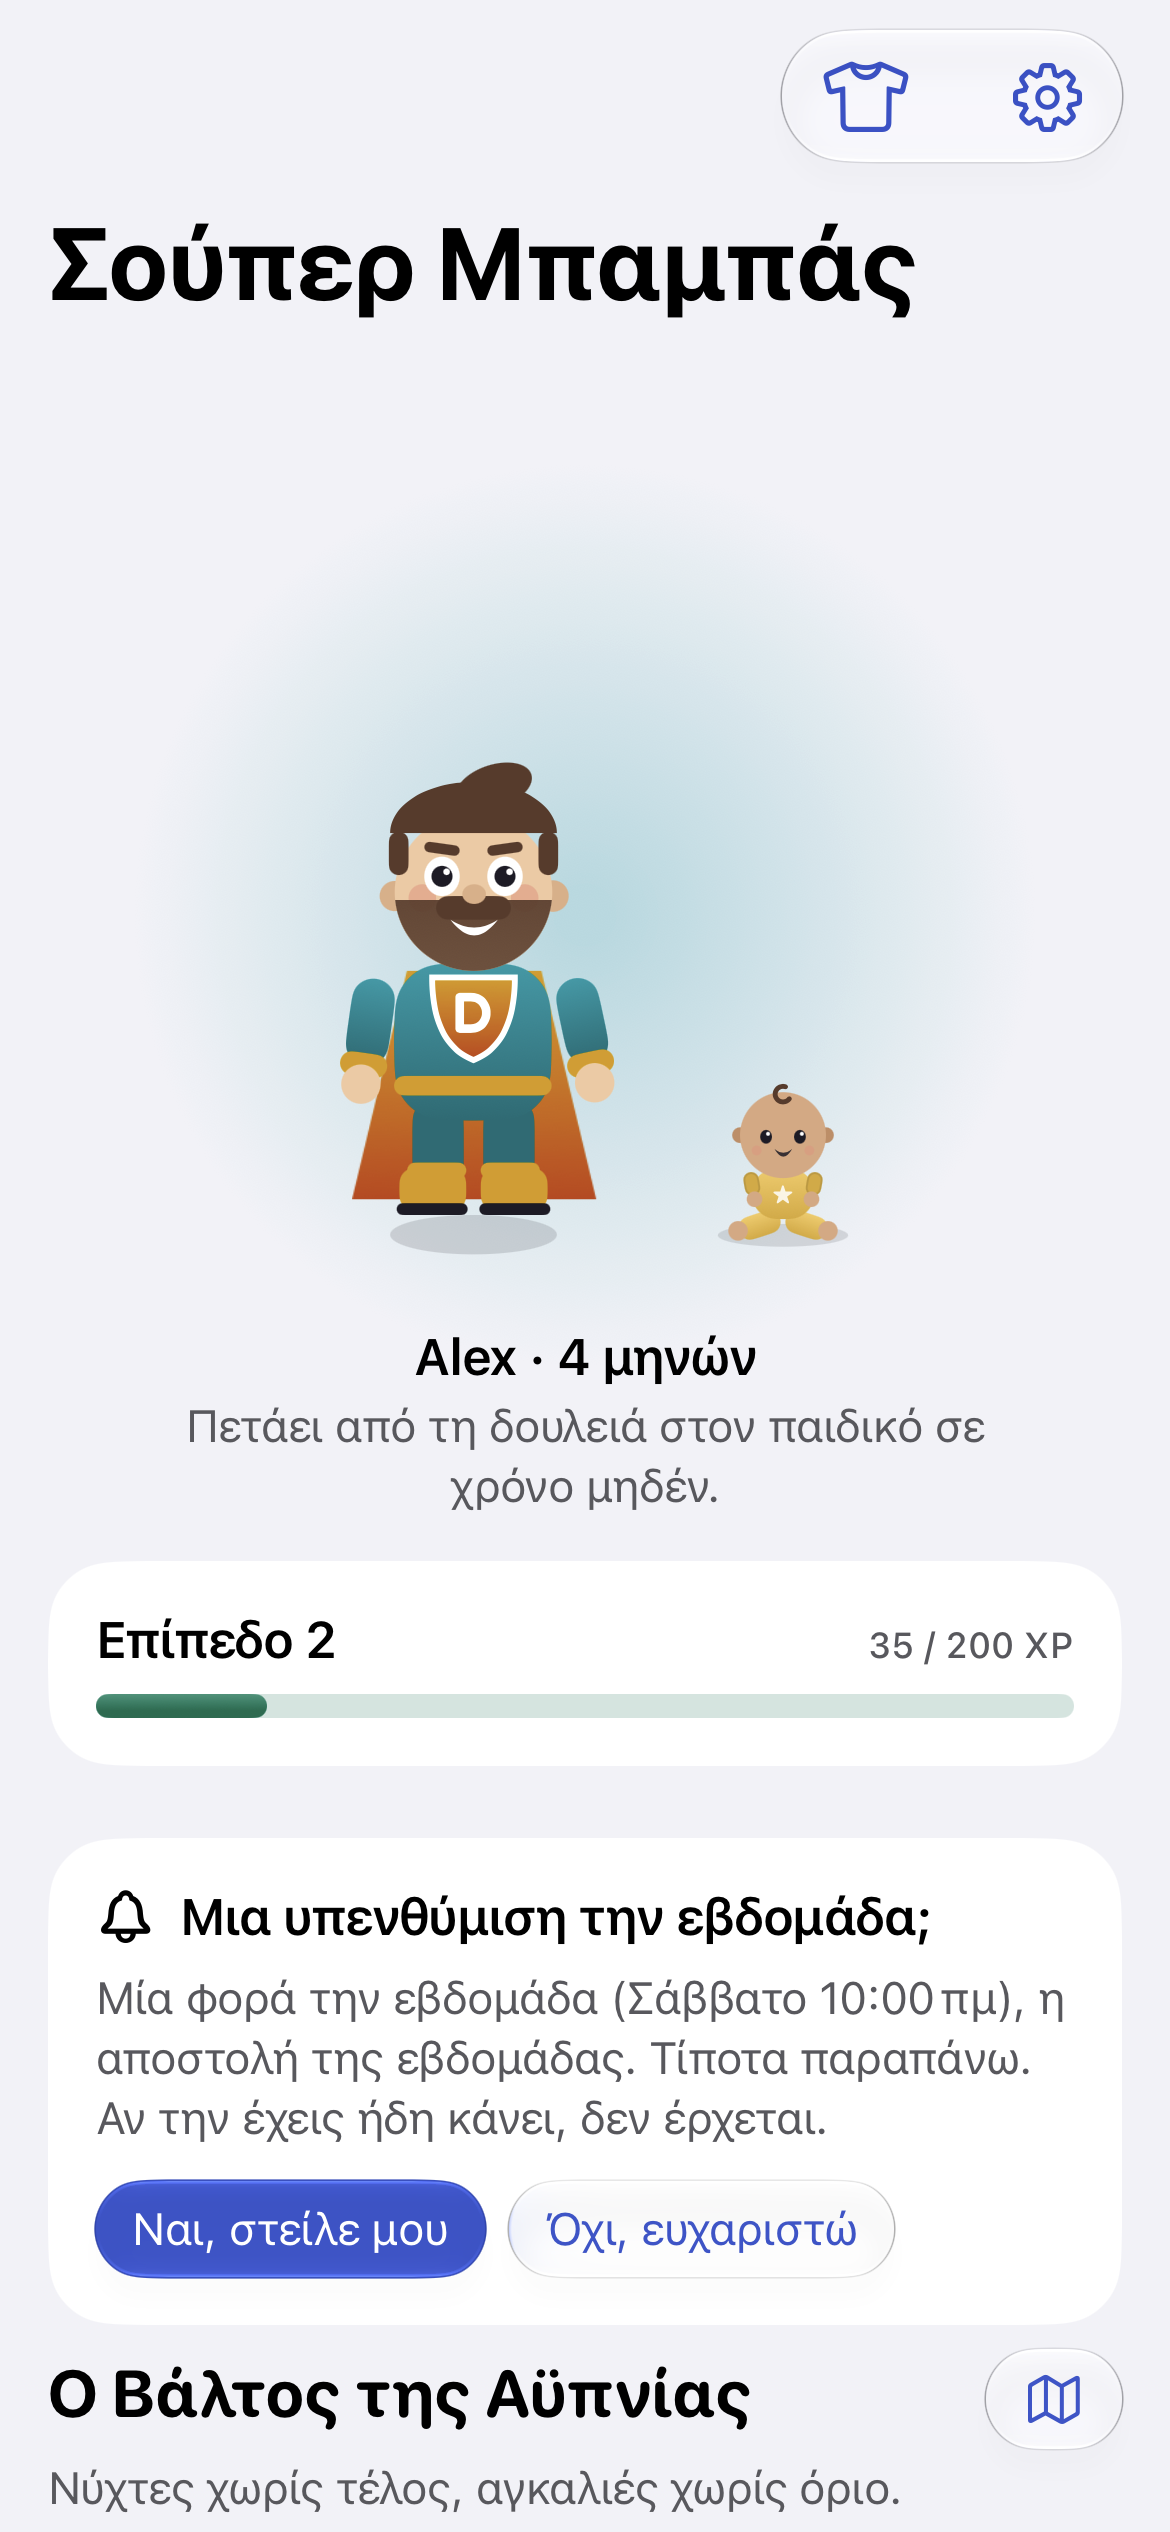 Σούπερ Μπαμπάς
D
Alex · 4 μηνών
Πετάει από τη δουλειά στον παιδικό σε
χρόνο μηδέν.
Επίπεδο 2
35 / 200 XP
Μια υπενθύμιση την εβδομάδα;
Μία φορά την εβδομάδα (Σάββατο 10:00 πμ), η
αποστολή της εβδομάδας. Τίποτα παραπάνω.
Αν την έχεις ήδη κάνει, δεν έρχεται.
Ναι, στείλε μου
Όχι, ευχαριστώ
Ο Βάλτος της Αϋπνίας
Νύχτες χωρίς τέλος, αγκαλιές χωρίς όριο.